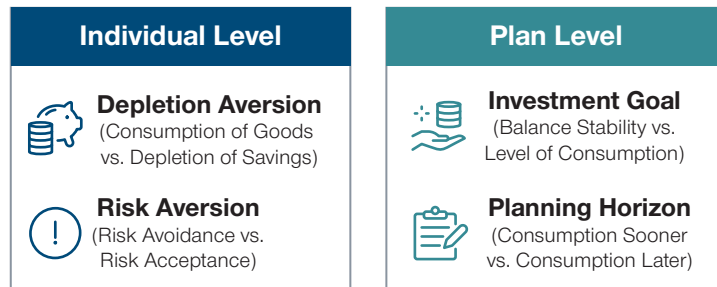 Individual Level
Depletion Aversion
(Consumption of Goods
vs. Depletion of Savings)
Risk Aversion
(Risk Avoidance vs.
Risk Acceptance)
Plan Level
Investment Goal
(Balance Stability vs.
Level of Consumption)
Planning Horizon
(Consumption Sooner
vs. Consumption Later)